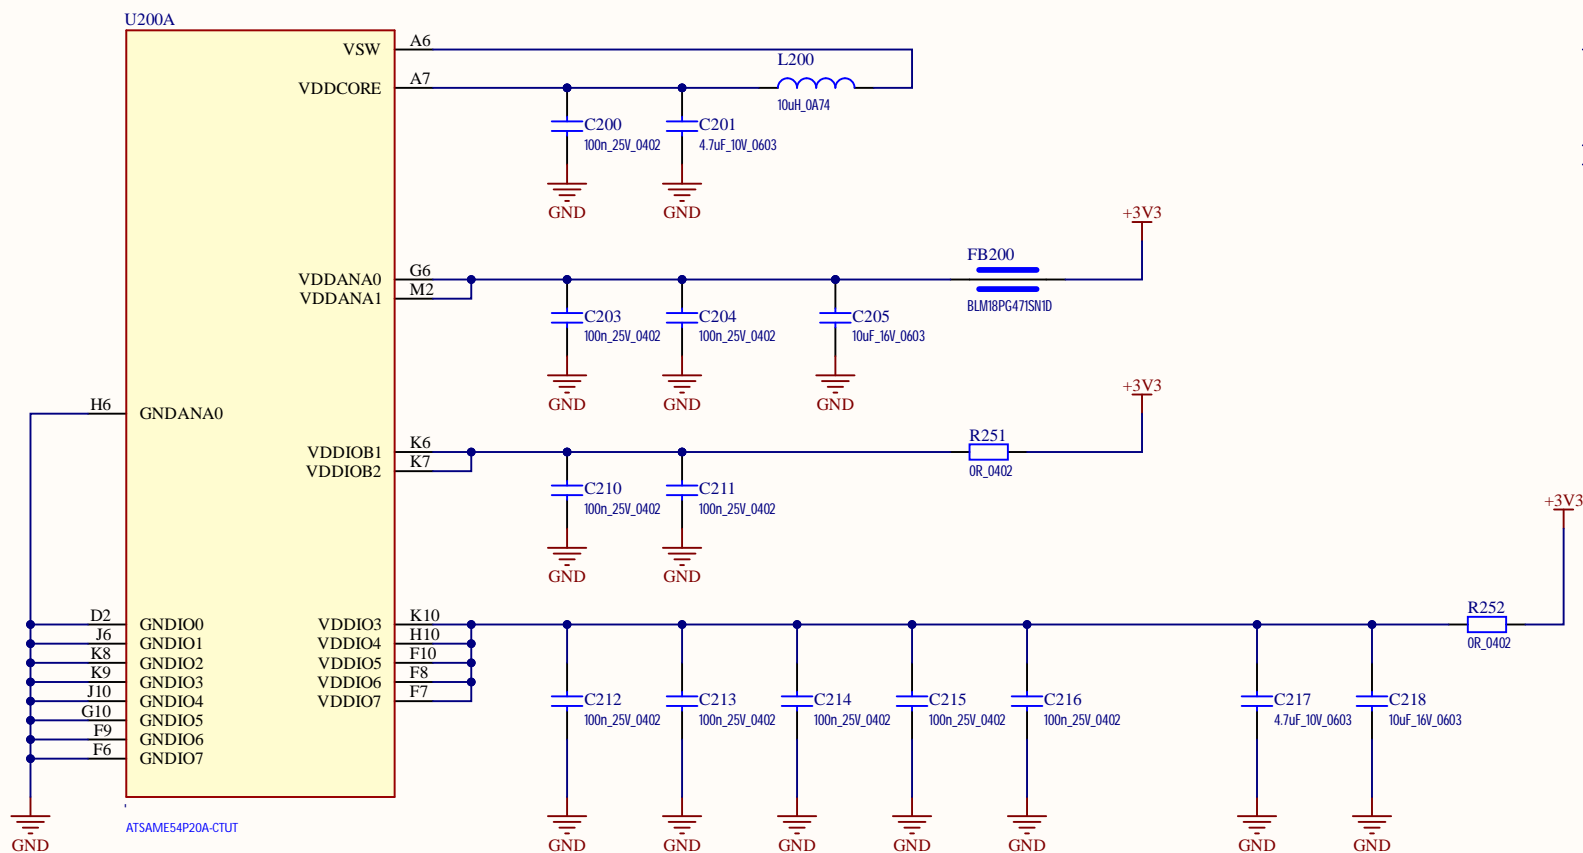 U200A
VSW
A6
L200
10uH_0A74
VDDCORE
A7
C200
100n_25V_0402
C201
4.7uF_10V_0603
GND
GND
+3V3
FB200
BLM18PG471SN1D
VDDANA0
G6
VDDANA1
M2
C203
100n_25V_0402
C204
100n_25V_0402
C205
10uF_16V_0603
GND
GND
GND
+3V3
H6
GNDANA0
R251
0R_0402
VDDIOB1
K6
VDDIOB2
K7
C210
100n_25V_0402
C211
100n_25V_0402
GND
GND
+3V3
R252
0R_0402
D2
GNDIO0
J6
GNDIO1
K8
GNDIO2
K9
GNDIO3
J10
GNDIO4
G10
GNDIO5
F9
GNDIO6
F6
GNDIO7
VDDIO3
K10
VDDIO4
H10
VDDIO5
F10
VDDIO6
F8
VDDIO7
F7
C212
100n_25V_0402
C213
100n_25V_0402
C214
100n_25V_0402
C215
100n_25V_0402
C216
100n_25V_0402
C217
4.7uF_10V_0603
C218
10uF_16V_0603
ATSAME54P20A-CTUT
GND
GND
GND
GND
GND
GND
GND
GND